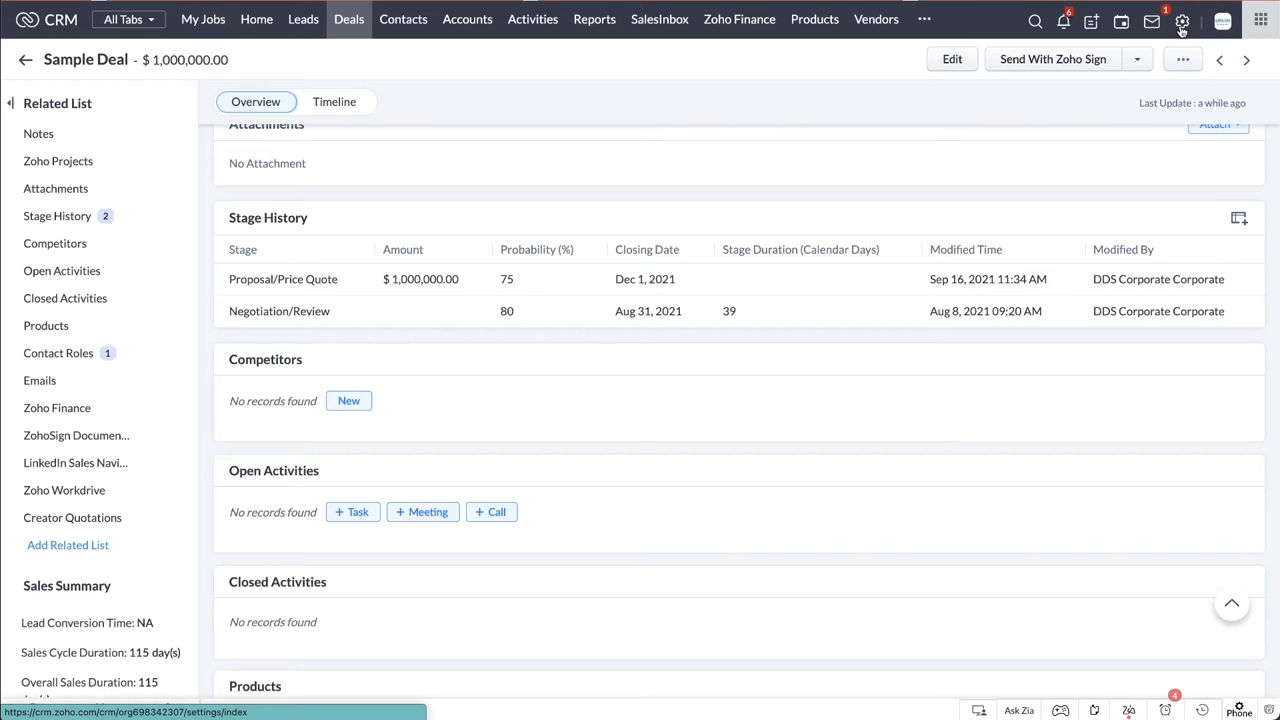 CRM All Tabs My Jobs Home Leads Deals Contacts Accounts Activities Reports SalesInbox Zoho Finance Products Vendors ••• 6 1
Sample Deal - $ 1,000,000.00 Edit Send With Zoho Sign •••
Related List Overview Timeline Last Update : a while ago
Attachments Attach
Notes
No Attachment
Zoho Projects
Attachments
Stage History 2
Competitors
Open Activities
Closed Activities
Products
Contact Roles 1
Emails
Zoho Finance
ZohoSign Documen...
LinkedIn Sales Navi...
Zoho Workdrive
Creator Quotations
Add Related List
Stage History
Stage Amount Probability (%) Closing Date Stage Duration (Calendar Days) Modified Time Modified By
Proposal/Price Quote $ 1,000,000.00 75 Dec 1, 2021 Sep 16, 2021 11:34 AM DDS Corporate Corporate
Negotiation/Review 80 Aug 31, 2021 39 Aug 8, 2021 09:20 AM DDS Corporate Corporate
Competitors
No records found New
Open Activities
No records found + Task + Meeting + Call
Closed Activities
No records found
Products
Sales Summary
Lead Conversion Time: NA
Sales Cycle Duration: 115 day(s)
Overall Sales Duration: 115
https://crm.zoho.com/crm/org698342307/settings/index
Ask Zia 4 Phone